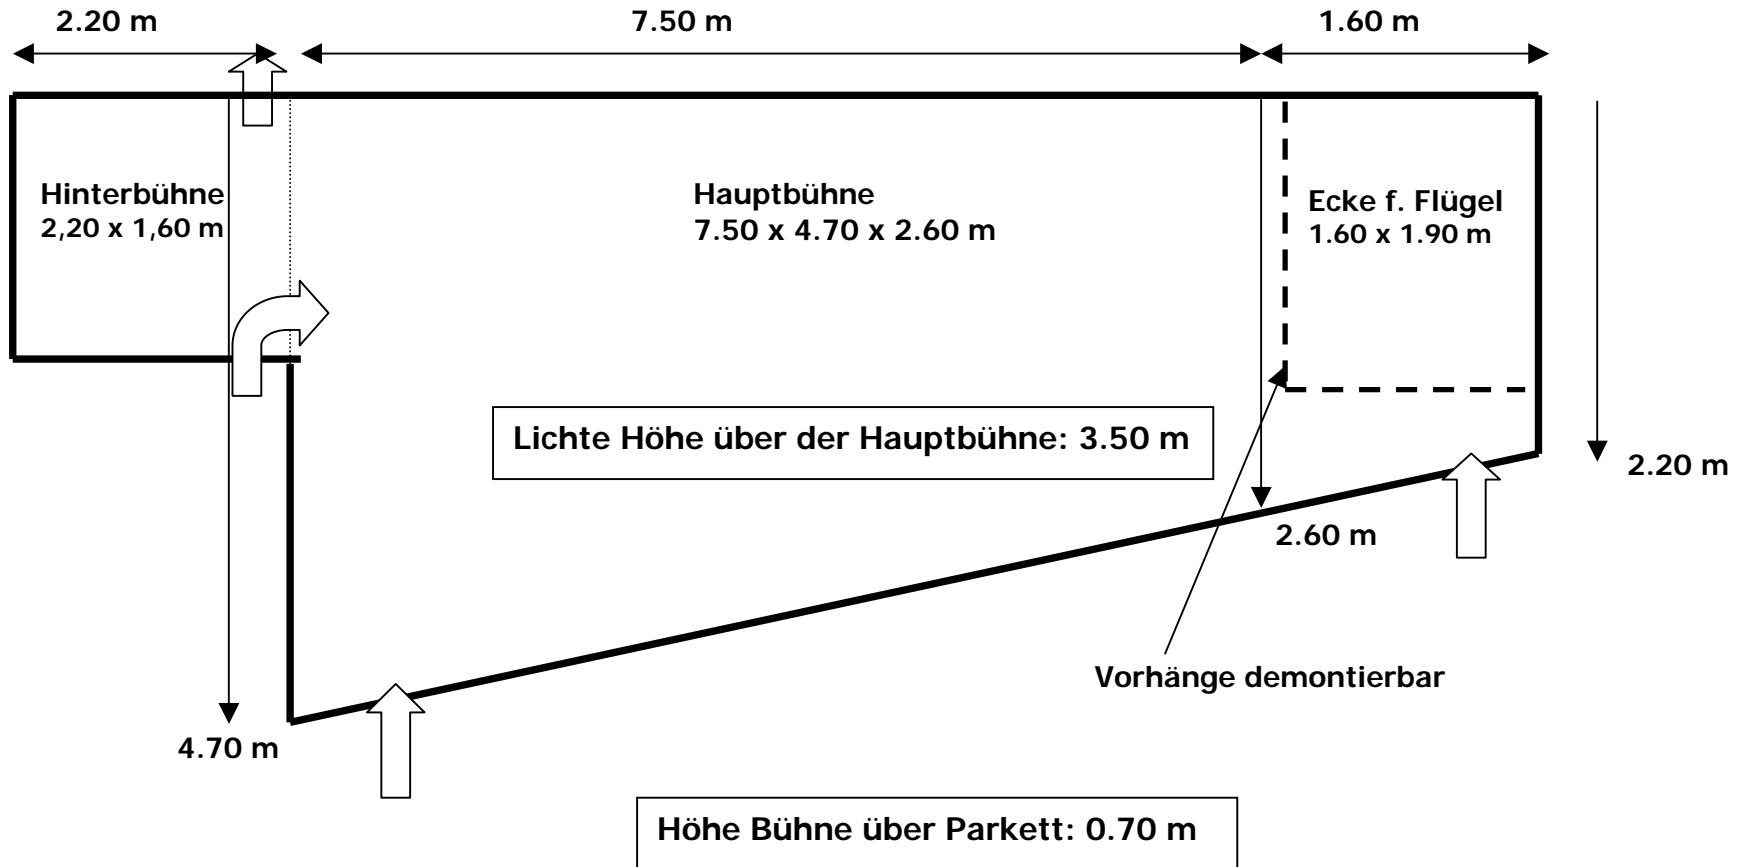 2.20 m
7.50 m
1.60 m
Hinterbühne
2,20 x 1,60 m
Hauptbühne
7.50 x 4.70 x 2.60 m
Ecke f. Flügel
1.60 x 1.90 m
Lichte Höhe über der Hauptbühne: 3.50 m
2.20 m
2.60 m
Vorhänge demontierbar
4.70 m
Höhe Bühne über Parkett: 0.70 m